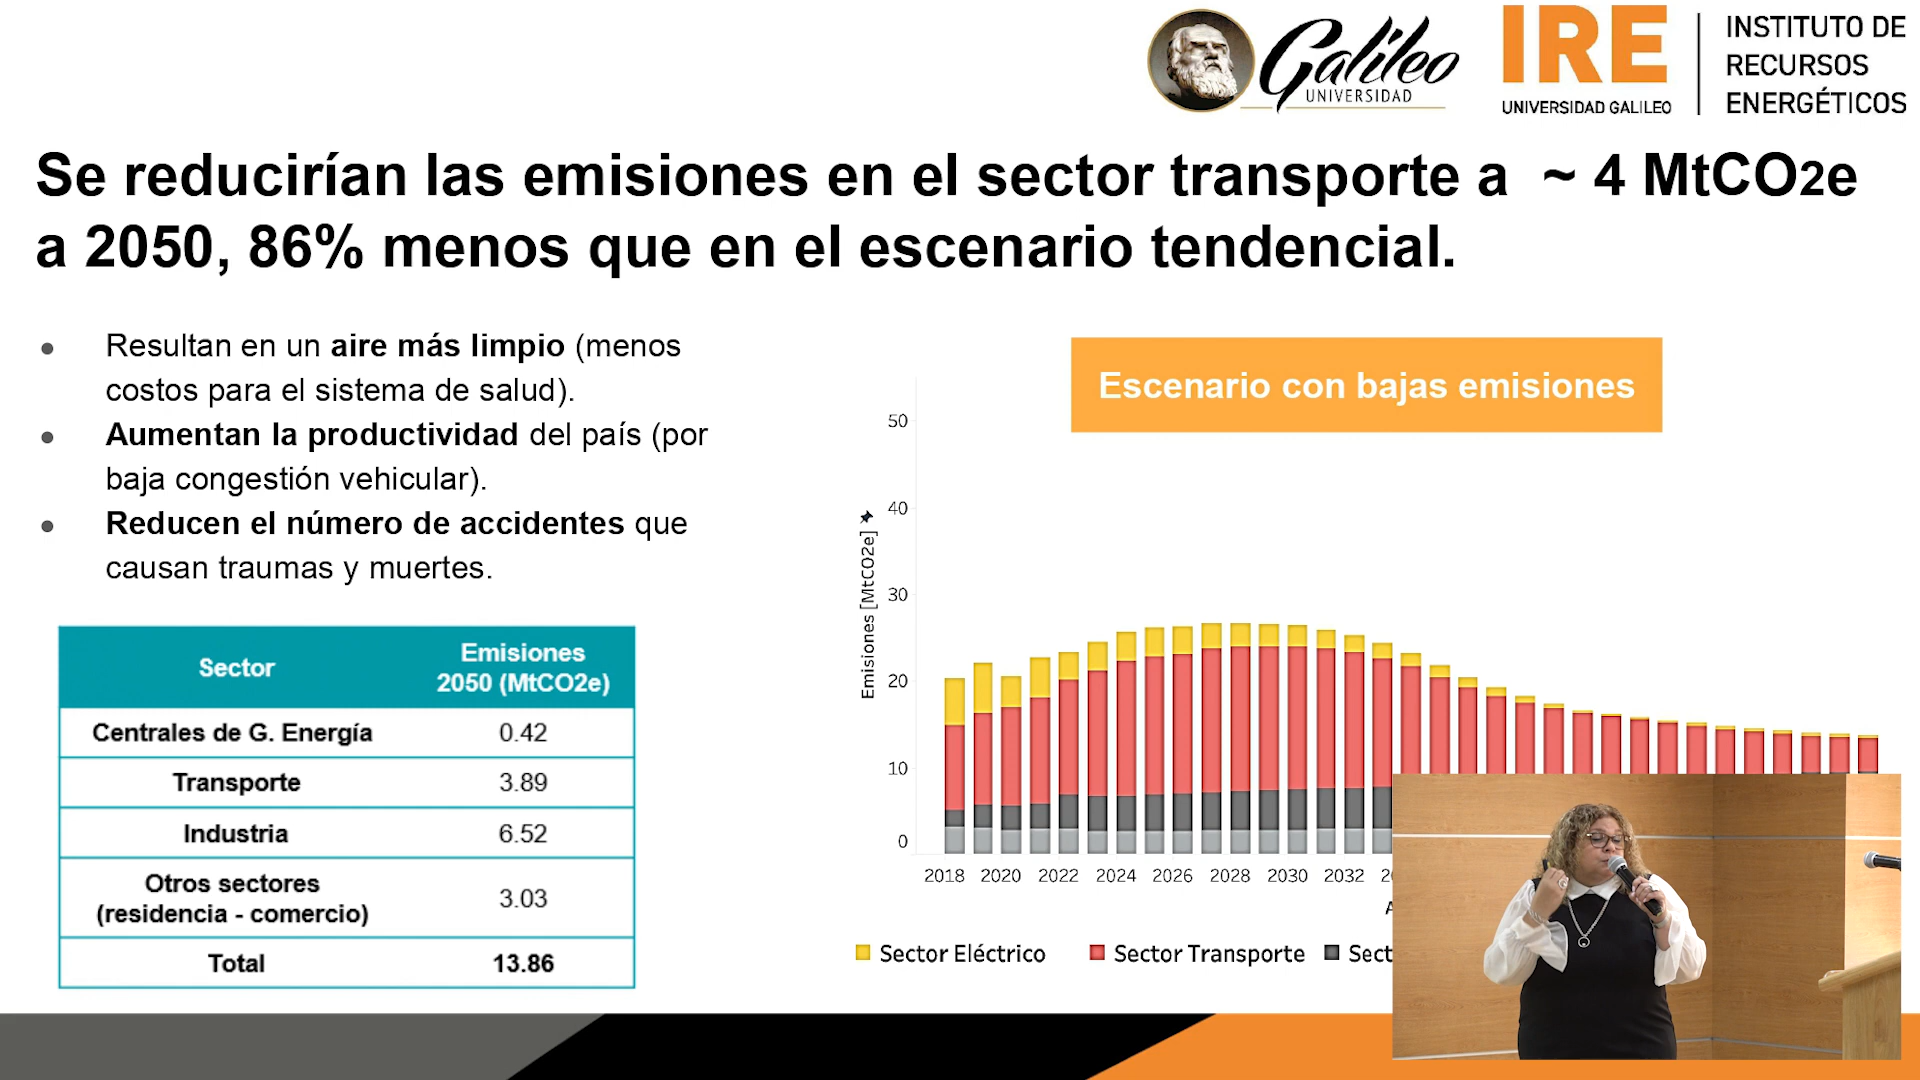 Galileo
UNIVERSIDAD
IRE
UNIVERSIDAD GALILEO
INSTITUTO DE
RECURSOS
ENERGÉTICOS
Se reducirían las emisiones en el sector transporte a ~ 4 MtCO2e
a 2050, 86% menos que en el escenario tendencial.
• Resultan en un aire más limpio (menos
costos para el sistema de salud).
• Aumentan la productividad del país (por
baja congestión vehicular).
• Reducen el número de accidentes que
causan traumas y muertes.
Sector Emisiones
2050 (MtCO2e)
Centrales de G. Energía 0.42
Transporte 3.89
Industria 6.52
Otros sectores
(residencia - comercio) 3.03
Total 13.86
Escenario con bajas emisiones
Emisiones [MtCO2e]
50
40
30
20
10
0
2018 2020 2022 2024 2026 2028 2030 2032
Sector Eléctrico Sector Transporte